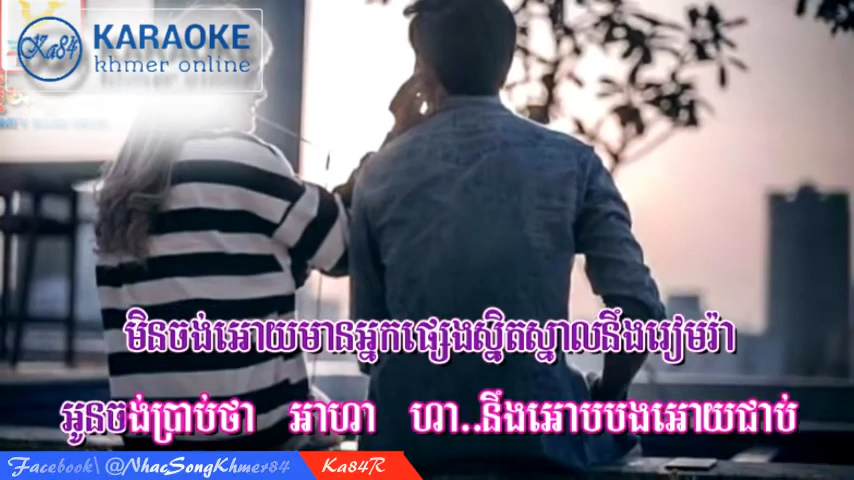 Ka84
KARAOKE
khmer online
មិនចង់អោយមានអ្នកផ្សេងស្និតស្នាលនឹងរៀមរ៉ា
អូនចង់ប្រាប់ថា អាហា ហា..នឹងអោបបងអោយជាប់
Facebook\ @NhacSongKhmer84 Ka84R